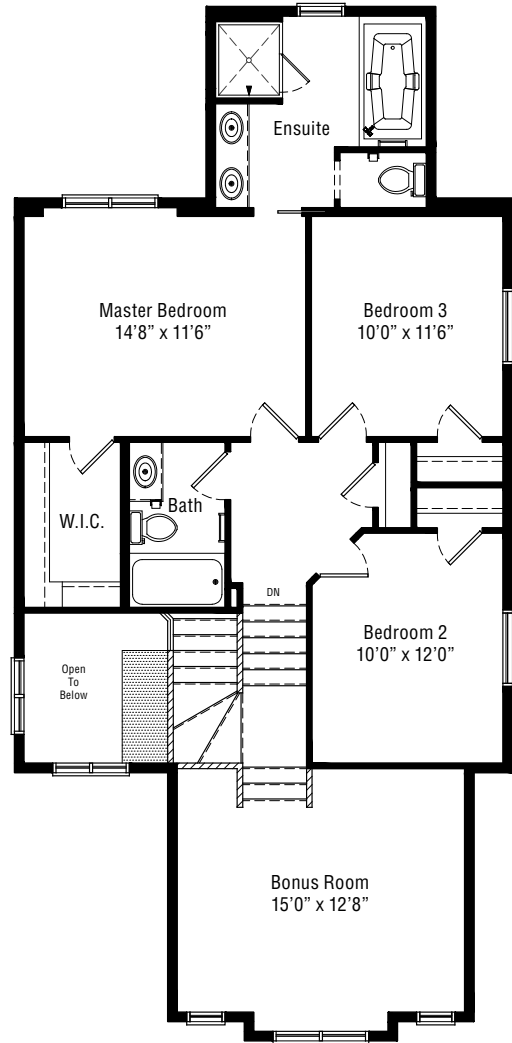 Ensuite
Master Bedroom
14'8" x 11'6"
Bedroom 3
10'0" x 11'6"
W.I.C.
Bath
DN
Open
To
Below
Bedroom 2
10'0" x 12'0"
Bonus Room
15'0" x 12'8"